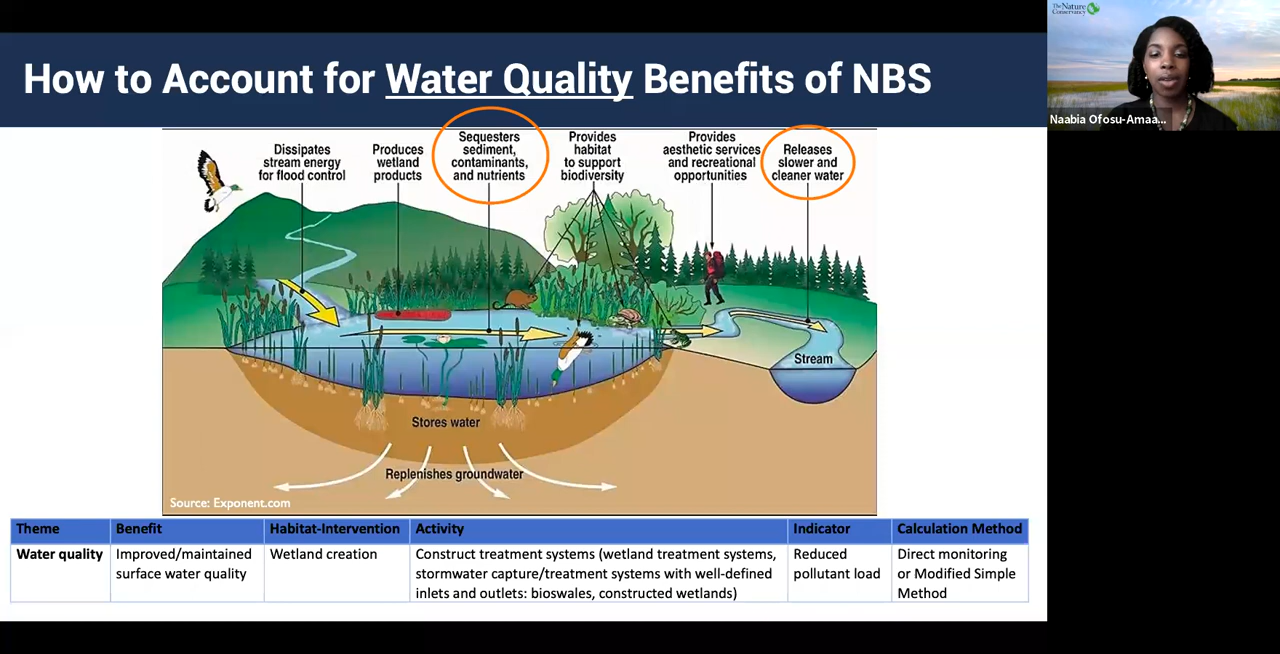 How to Account for Water Quality Benefits of NBS
The Nature
Conservancy
Naabia Ofosu-Amaa...
Dissipates
stream energy
for flood control
Produces
wetland
products
Sequesters
sediment,
contaminants,
and nutrients
Provides
habitat
to support
biodiversity
Provides
aesthetic services
and recreational
opportunities
Releases
slower and
cleaner water
Stream
Stores water
Replenishes groundwater
Source: Exponent.com
Theme Benefit Habitat-Intervention Activity Indicator Calculation Method
Water quality Improved/maintained Wetland creation Construct treatment systems (wetland treatment systems, Reduced Direct monitoring
surface water quality stormwater capture/treatment systems with well-defined pollutant load or Modified Simple
inlets and outlets: bioswales, constructed wetlands) Method